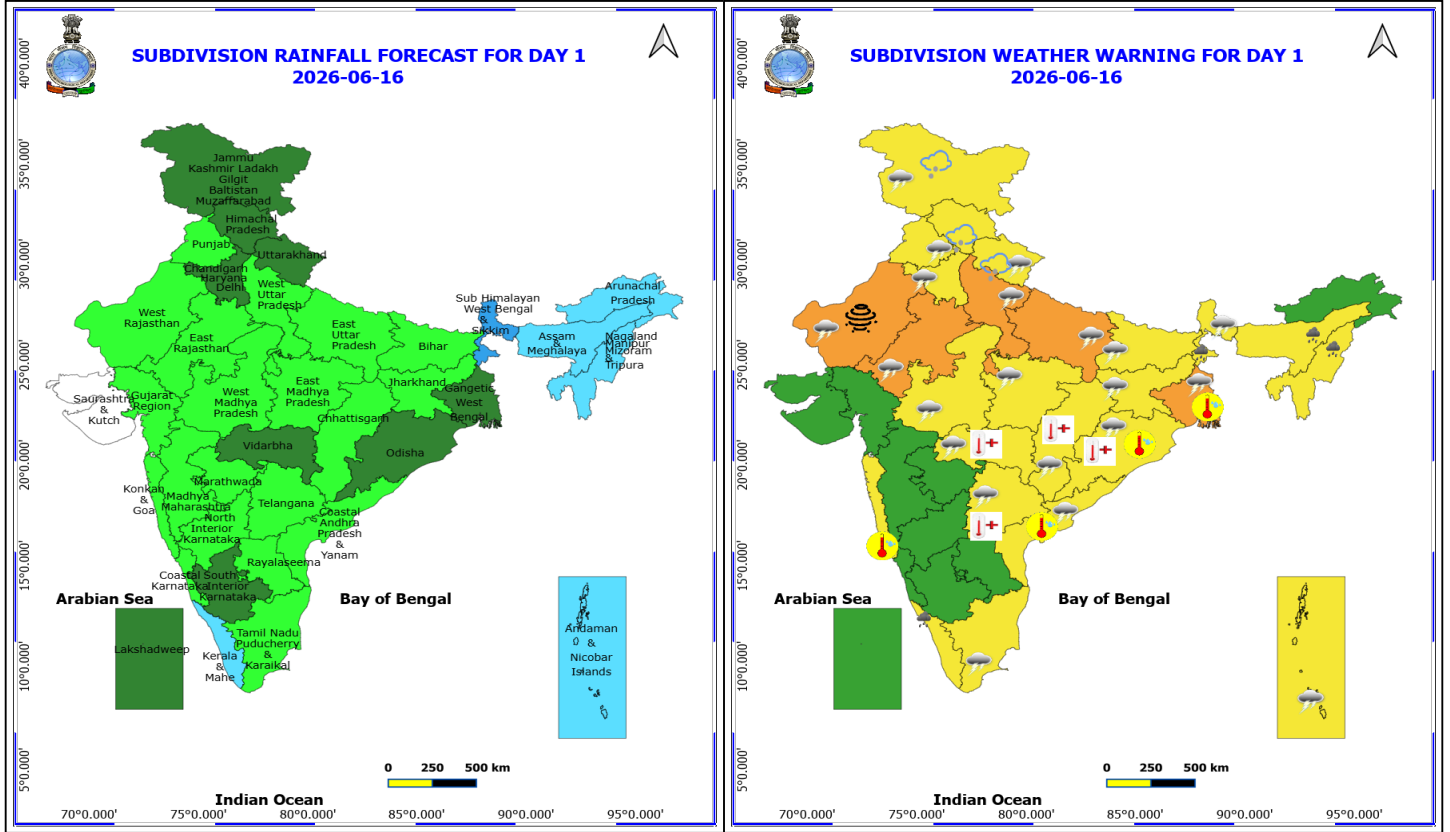 SUBDIVISION RAINFALL FORECAST FOR DAY 1
2026-06-16
40°0.000'
35°0.000'
30°0.000'
25°0.000'
20°0.000'
15°0.000'
10°0.000'
5°0.000'
Jammu
Kashmir Ladakh
Gilgit
Baltistan
Muzaffarabad
Himachal
Pradesh
Punjab
Uttarakhand
Chandigarh
Haryana
Delhi
West
Uttar
Pradesh
Arunachal
Pradesh
Sub Himalayan
West Bengal
&
Sikkim
West
Rajasthan
East
Rajasthan
East
Uttar
Pradesh
Bihar
Assam
&
Meghalaya
Nagaland
Manipur
Mizoram
&
Tripura
Saurashtra
&
Kutch
Gujarat
Region
West
Madhya
Pradesh
East
Madhya
Pradesh
Jharkhand
Gangetic
West
Bengal
Chhattisgarh
Vidarbha
Odisha
Konkan
&
Goa
Marathwada
Madhya
Maharashtra
Telangana
North
Interior
Karnataka
Coastal
Andhra
Pradesh
&
Yanam
Rayalaseema
Coastal
Karnataka
South
Interior
Karnataka
Arabian Sea
Bay of Bengal
Lakshadweep
Kerala
&
Mahe
Tamil Nadu
Puducherry
&
Karaikal
Andaman
&
Nicobar
Islands
0 250 500 km
Indian Ocean
70°0.000' 75°0.000' 80°0.000' 85°0.000' 90°0.000' 95°0.000'
SUBDIVISION WEATHER WARNING FOR DAY 1
2026-06-16
40°0.000'
35°0.000'
30°0.000'
25°0.000'
20°0.000'
15°0.000'
10°0.000'
5°0.000'
Arabian Sea
Bay of Bengal
0 250 500 km
Indian Ocean
70°0.000' 75°0.000' 80°0.000' 85°0.000' 90°0.000' 95°0.000'